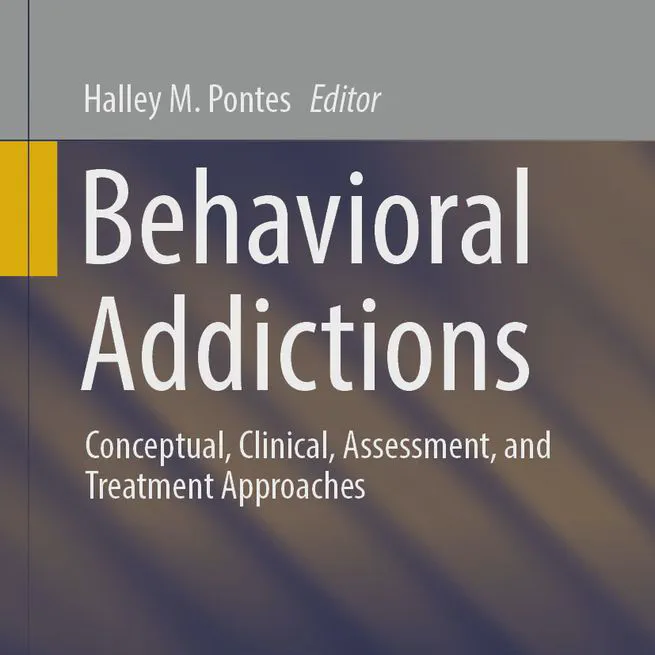 Halley M. Pontes Editor
Behavioral
Addictions
Conceptual, Clinical, Assessment, and
Treatment Approaches